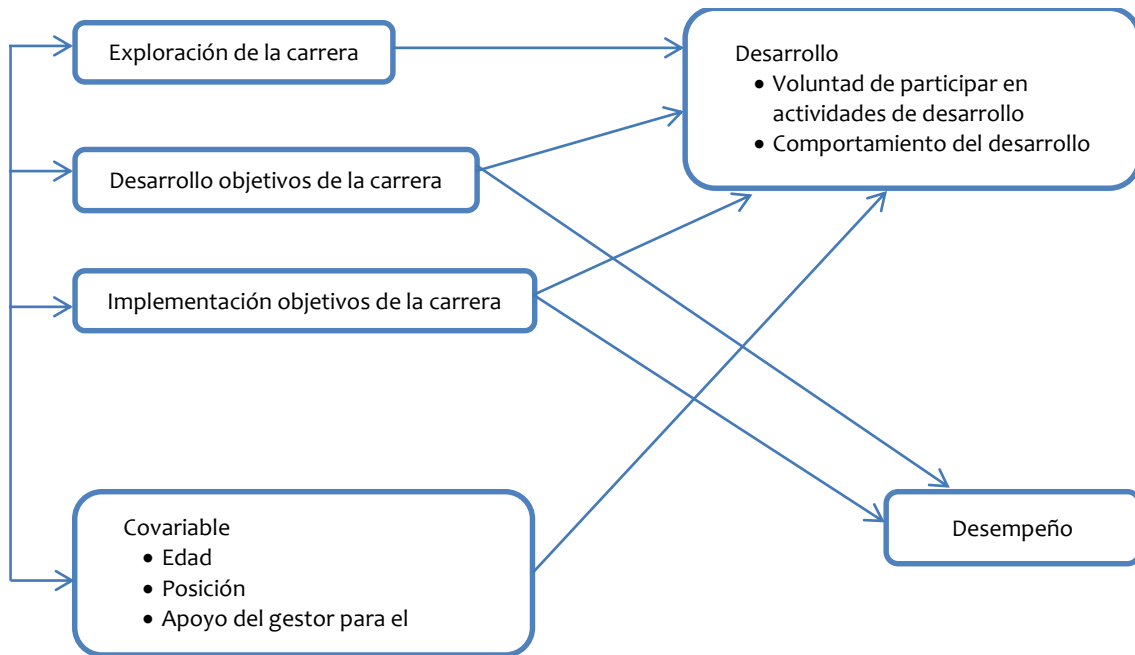 Exploración de la carrera
Desarrollo
• Voluntad de participar en
actividades de desarrollo
• Comportamiento del desarrollo
Desarrollo objetivos de la carrera
Implementación objetivos de la carrera
Covariable
• Edad
• Posición
• Apoyo del gestor para el
Desempeño